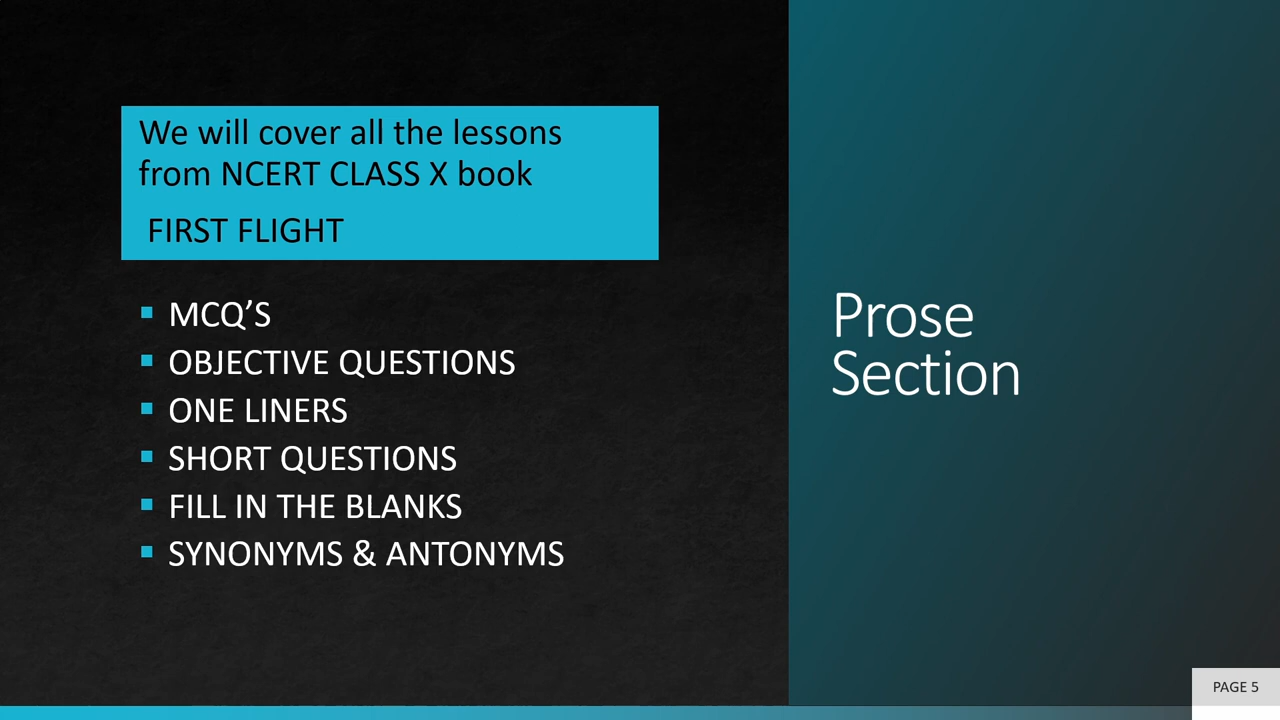 We will cover all the lessons
from NCERT CLASS X book
FIRST FLIGHT
MCQ’S
OBJECTIVE QUESTIONS
ONE LINERS
SHORT QUESTIONS
FILL IN THE BLANKS
SYNONYMS & ANTONYMS
Prose
Section
PAGE 5